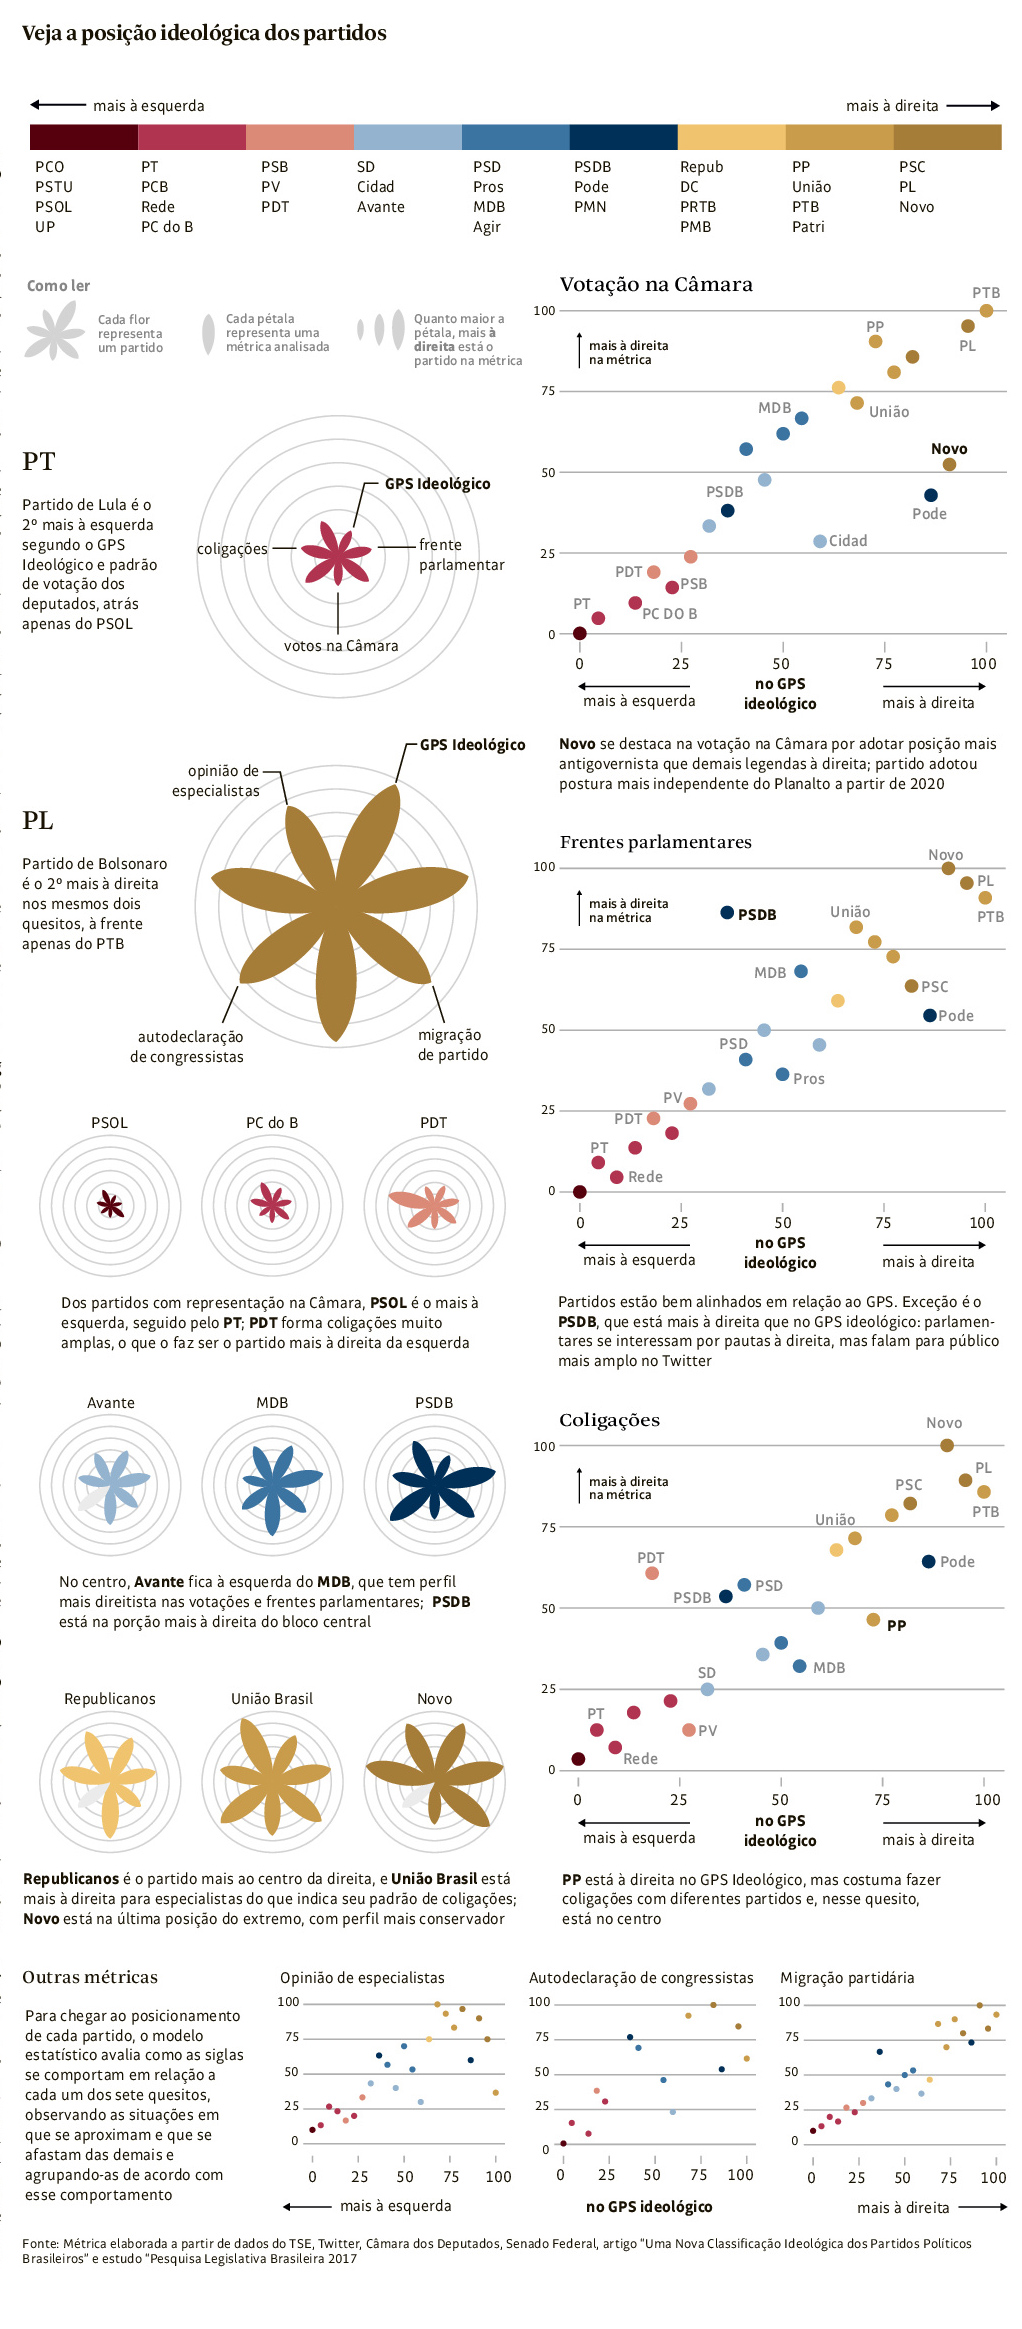 Veja a posição ideológica dos partidos
mais à esquerda
mais à direita
PCO
PSTU
PSOL
UP
PT
PCB
Rede
PC do B
PSB
PV
PDT
SD
Cidad
Avante
PSD
Pros
MDB
Agir
PSDB
Pode
PMN
Repub
DC
PRTB
PMB
PP
União
PTB
Patri
PSC
PL
Novo
Como ler
Cada flor
representa
um partido
Cada pétala
representa uma
métrica analisada
Quanto maior a
pétala, mais à
direita está o
partido na métrica
PT
Partido de Lula é o
2º mais à esquerda
segundo o GPS
Ideológico e padrão
de votação dos
deputados, atrás
apenas do PSOL
GPS Ideológico
coligações
frente
parlamentar
votos na Câmara
PL
Partido de Bolsonaro
é o 2º mais à direita
nos mesmos dois
quesitos, à frente
apenas do PTB
GPS Ideológico
opinião de
especialistas
autodeclaração
de congressistas
migração
de partido
PSOL
PC do B
PDT
Dos partidos com representação na Câmara, PSOL é o mais à
esquerda, seguido pelo PT; PDT forma coligações muito
amplas, o que o faz ser o partido mais à direita da esquerda
Avante
MDB
PSDB
No centro, Avante fica à esquerda do MDB, que tem perfil
mais direitista nas votações e frentes parlamentares; PSDB
está na porção mais à direita do bloco central
Republicanos
União Brasil
Novo
Republicanos é o partido mais ao centro da direita, e União Brasil está
mais à direita para especialistas do que indica seu padrão de coligações;
Novo está na última posição do extremo, com perfil mais conservador
Votação na Câmara
100
75
50
25
0
mais à direita
na métrica
PTB
PP
PL
MDB
União
Novo
PSDB
Pode
Cidad
PDT
PSB
PT
PC DO B
0
25
50
75
100
mais à esquerda
no GPS
ideológico
mais à direita
Novo se destaca na votação na Câmara por adotar posição mais
antigovernista que demais legendas à direita; partido adotou
postura mais independente do Planalto a partir de 2020
Frentes parlamentares
100
75
50
25
0
mais à direita
na métrica
Novo
PL
PTB
PSDB
União
MDB
PSC
Pode
PSD
Pros
PV
PDT
PT
Rede
0
25
50
75
100
mais à esquerda
no GPS
ideológico
mais à direita
Partidos estão bem alinhados em relação ao GPS. Exceção é o
PSDB, que está mais à direita que no GPS ideológico: parlamen-
tares se interessam por pautas à direita, mas falam para público
mais amplo no Twitter
Coligações
100
75
50
25
0
mais à direita
na métrica
Novo
PL
PSC
PTB
União
PDT
Pode
PSD
PSDB
PP
MDB
SD
PT
PV
Rede
0
25
50
75
100
mais à esquerda
no GPS
ideológico
mais à direita
PP está à direita no GPS Ideológico, mas costuma fazer
coligações com diferentes partidos e, nesse quesito,
está no centro
Outras métricas
Para chegar ao posicionamento
de cada partido, o modelo
estatístico avalia como as siglas
se comportam em relação a
cada um dos sete quesitos,
observando as situações em
que se aproximam e que se
afastam das demais e
agrupando-as de acordo com
esse comportamento
Opinião de especialistas
100
75
50
25
0
0
25
50
75
100
mais à esquerda
Autodeclaração de congressistas
100
75
50
25
0
0
25
50
75
100
no GPS ideológico
Migração partidária
100
75
50
25
0
0
25
50
75
100
mais à direita
Fonte: Métrica elaborada a partir de dados do TSE, Twitter, Câmara dos Deputados, Senado Federal, artigo "Uma Nova Classificação Ideológica dos Partidos Políticos
Brasileiros" e estudo "Pesquisa Legislativa Brasileira 2017